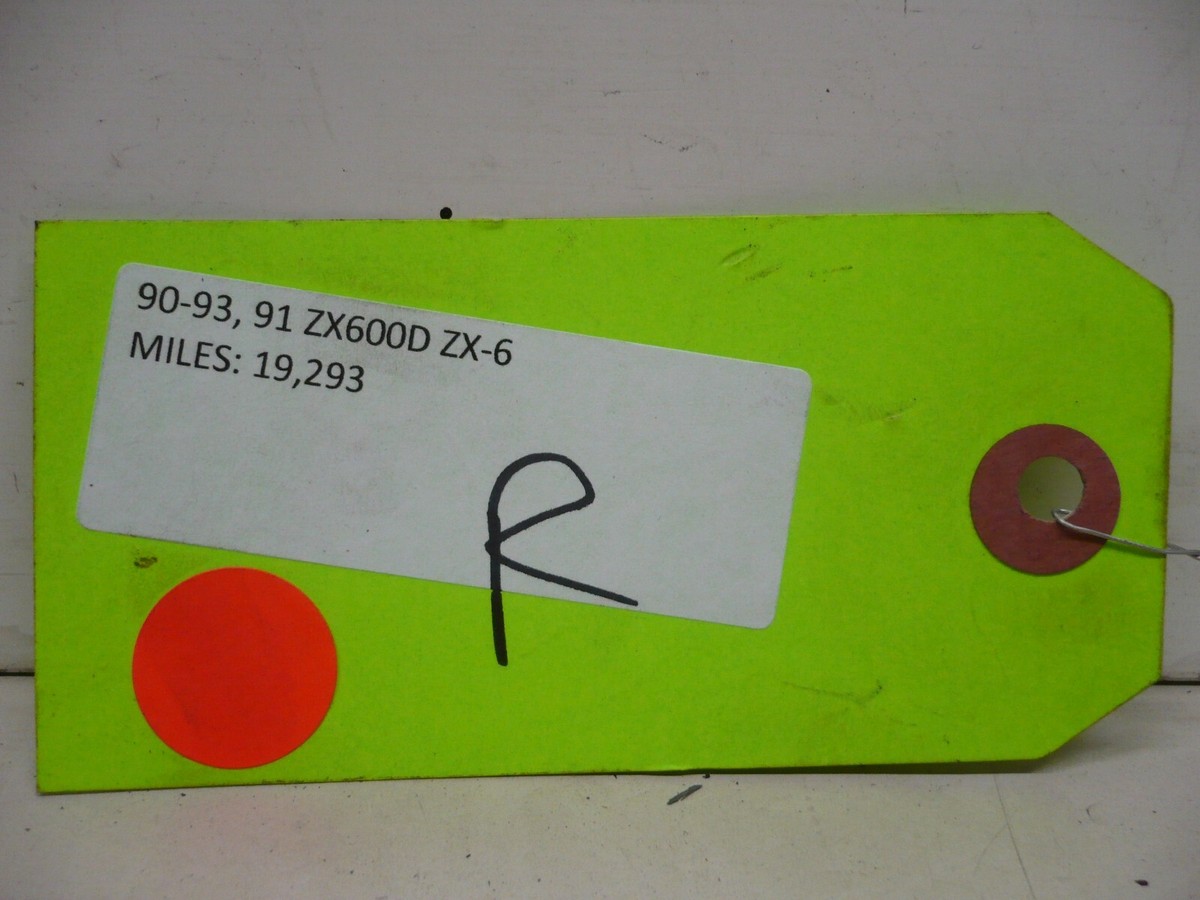 90-93, 91 ZX600D ZX-6
MILES: 19,293
R